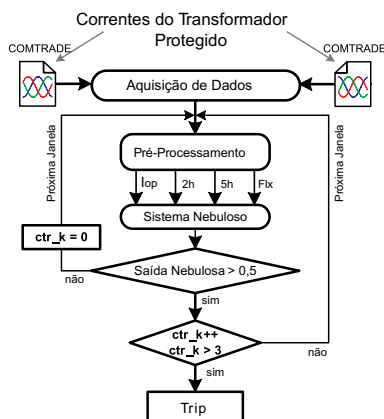 Correntes do Transformador
Protegido
COMTRADE
COMTRADE
Aquisição de Dados
Próxima Janela
Próxima Janela
Pré-Processamento
Iop
2h
5h
Flx
Sistema Nebuloso
ctr_k = 0
Saída Nebulosa > 0,5
não
sim
ctr_k++
ctr_k > 3
não
sim
Trip